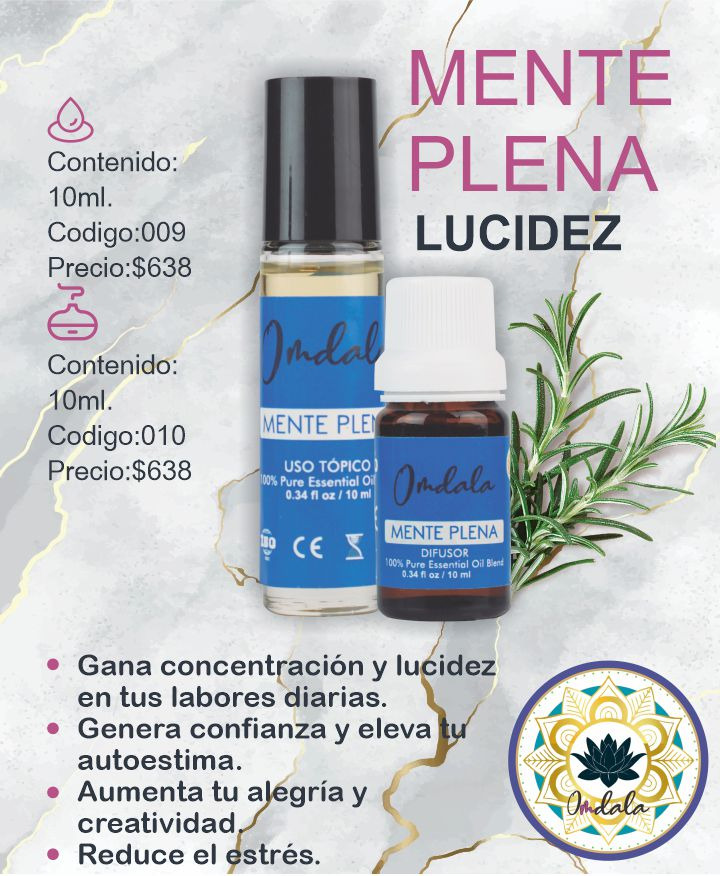 MENTE
PLENA
LUCIDEZ
Contenido:
10ml.
Codigo:009
Precio:$638
Contenido:
10ml.
Codigo:010
Precio:$638
Omdala
MENTE PLEN
USO TÓPICO
100% Pure Essential Oil
0.34 fl oz / 10 ml
CE
Omdala
MENTE PLENA
DIFUSOR
100% Pure Essential Oil Blend
0.34 fl oz / 10 ml
Gana concentración y lucidez
en tus labores diarias.
Genera confianza y eleva tu
autoestima.
Aumenta tu alegría y
creatividad.
Reduce el estrés.
Omdala